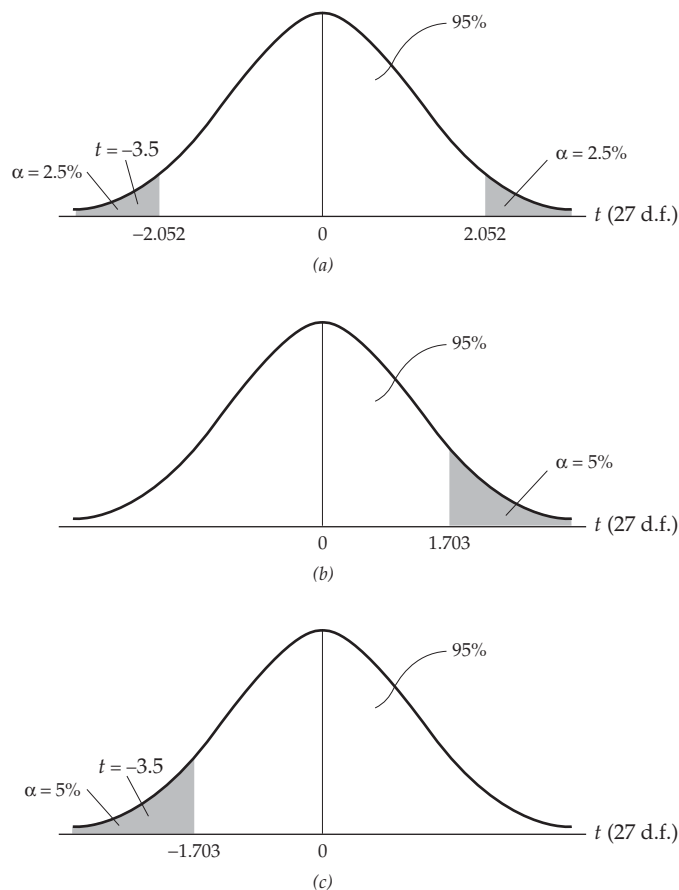 95%
t = –3.5
α = 2.5%
α = 2.5%
t (27 d.f.)
–2.052
0
2.052
(a)
95%
α = 5%
t (27 d.f.)
0
1.703
(b)
95%
t = –3.5
α = 5%
t (27 d.f.)
–1.703
0
(c)